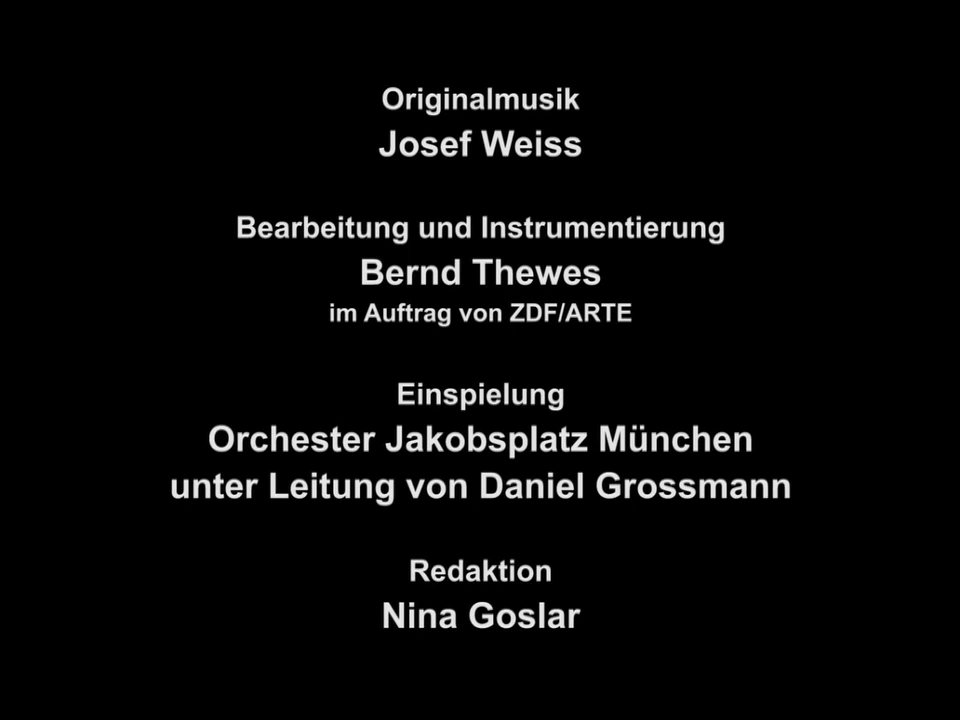 Originalmusik
Josef Weiss
Bearbeitung und Instrumentierung
Bernd Thewes
im Auftrag von ZDF/ARTE
Einspielung
Orchester Jakobsplatz München
unter Leitung von Daniel Grossmann
Redaktion
Nina Goslar